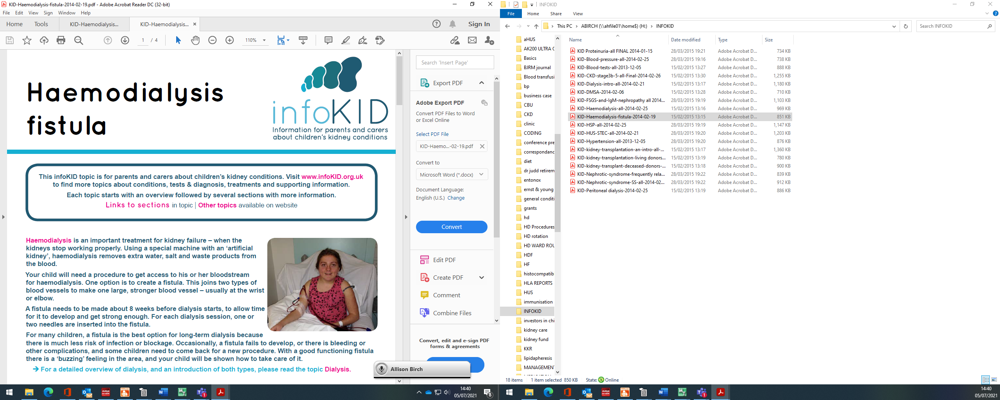 KID-Haemodialysis-fistula-2014-02-19.pdf - Adobe Acrobat Reader DC (32-bit)
File Edit View Sign Window Help
Home Tools KID-Haemodialysis... KID-Haemodialysis... Sign In
1 / 4 110%
Haemodialysis
fistula
infoKID
Information for parents and carers
about children's kidney conditions
This infoKID topic is for parents and carers about children’s kidney conditions. Visit www.infoKID.org.uk
to find more topics about conditions, tests & diagnosis, treatments and supporting information.
Each topic starts with an overview followed by several sections with more information.
Links to sections in topic | Other topics available on website
Haemodialysis is an important treatment for kidney failure – when the
kidneys stop working properly. Using a special machine with an ‘artificial
kidney’, haemodialysis removes extra water, salt and waste products from
the blood.
Your child will need a procedure to get access to his or her bloodstream
for haemodialysis. One option is to create a fistula. This joins two types of
blood vessels to make one large, stronger blood vessel – usually at the wrist
or elbow.
A fistula needs to be made about 8 weeks before dialysis starts, to allow time
for it to develop and get strong enough. For each dialysis session, one or
two needles are inserted into the fistula.
For many children, a fistula is the best option for long-term dialysis because
there is much less risk of infection or blockage. Occasionally, a fistula fails to develop, or there is bleeding or
other complications, and some children need to come back for a new procedure. With a good functioning fistula
there is a ‘buzzing’ feeling in the area, and your child will be shown how to take care of it.
→ For a detailed overview of dialysis, and an introduction of both types, please read the topic Dialysis.
Search 'Insert Page'
Export PDF
Adobe Export PDF
Convert PDF Files to Word
or Excel Online
Select PDF File
KID-Haemo...-02-19.pdf
Convert to
Microsoft Word (*.docx)
Document Language:
English (U.S.) Change
Convert
Edit PDF
Create PDF
Comment
Combine Files
Convert, edit and e-sign PDF
forms & agreements
Allison Birch
14:40
05/07/2021
8
INFOKID
File Home Share View
This PC › ABIRCH (\\ahfile01\home$) (H:) › INFOKID
Search INFOKID
aHUS
AK200 ULTRA C
Basics
BJRM journal
Blood transfusi
bp
business case
CBU
CKD
clinic
CODING
conference pre
correspondanc
diet
dr judd retirem
entonox
ernst & young
general conditi
grants
hd
HD Procedures
HD rotation
HD WARD ROU
HDF
HF
histocompatib
HLA REPORTS
HUS
immunisation
INFOKID
investors in chi
kidney care
kidney fund
KKR
lipidapheresis
MANAGEMENT
Name Date modified Type Size
KID Proteinuria-all FINAL 2014-01-15 28/03/2015 19:21 Adobe Acrobat D... 734 KB
KID-Blood-pressure-all-2014-02-25 28/03/2015 19:16 Adobe Acrobat D... 738 KB
KID-Blood-tests-all-2013-12-05 15/02/2015 13:27 Adobe Acrobat D... 888 KB
KID-CKD-stage3b-5-all-Final-2014-02-26 15/02/2015 13:30 Adobe Acrobat D... 1,255 KB
KID-Dialysis-intro-all-2014-02-21 15/02/2015 13:17 Adobe Acrobat D... 1,180 KB
KID-DMSA-2014-02-06 15/02/2015 13:28 Adobe Acrobat D... 710 KB
KID-FSGS-and-IgM-nephropathy all 2014... 28/03/2015 19:19 Adobe Acrobat D... 1,103 KB
KID-Haemodialysis-all-2014-02-25 15/02/2015 13:16 Adobe Acrobat D... 969 KB
KID-Haemodialysis-fistula-2014-02-19 15/02/2015 13:15 Adobe Acrobat D... 851 KB
KID-HSP-all-2014-02-25 28/03/2015 19:19 Adobe Acrobat D... 1,147 KB
KID-HUS-STEC-all-2014-02-21 28/03/2015 19:20 Adobe Acrobat D... 1,203 KB
KID-Hypertension-all-2013-12-05 28/03/2015 19:20 Adobe Acrobat D... 876 KB
KID-kidney-transplantation-an-intro-all-... 15/02/2015 13:17 Adobe Acrobat D... 1,360 KB
KID-kidney-transplantation-living donors... 15/02/2015 13:19 Adobe Acrobat D... 780 KB
KID-kidney-transplant-deceased-donors-... 15/02/2015 13:18 Adobe Acrobat D... 900 KB
KID-Nephrotic-syndrome-frequently rela... 28/03/2015 19:22 Adobe Acrobat D... 839 KB
KID-Nephrotic-syndrome-SS-all-2014-02... 28/03/2015 19:22 Adobe Acrobat D... 912 KB
KID-Peritoneal dialysis-2014-02-25 15/02/2015 13:19 Adobe Acrobat D... 886 KB
18 items 1 item selected 850 KB State: Online
14:40
05/07/2021